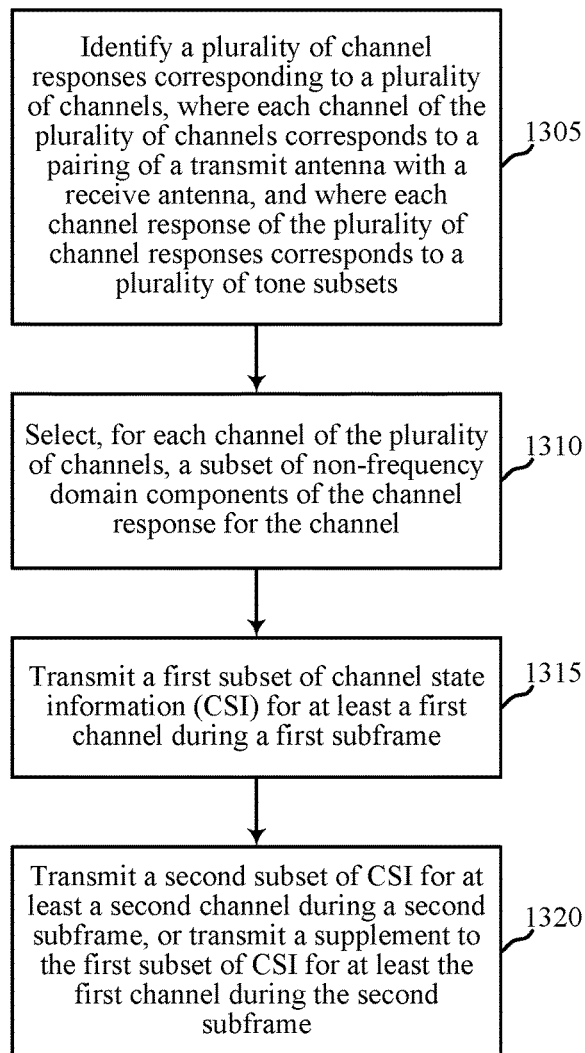 Identify a plurality of channel
responses corresponding to a plurality
of channels, where each channel of the
plurality of channels corresponds to a
pairing of a transmit antenna with a
receive antenna, and where each
channel response of the plurality of
channel responses corresponds to a
plurality of tone subsets
1305
Select, for each channel of the plurality
of channels, a subset of non-frequency
domain components of the channel
response for the channel
1310
Transmit a first subset of channel state
information (CSI) for at least a first
channel during a first subframe
1315
Transmit a second subset of CSI for at
least a second channel during a second
subframe, or transmit a supplement to
the first subset of CSI for at least the
first channel during the second
subframe
1320